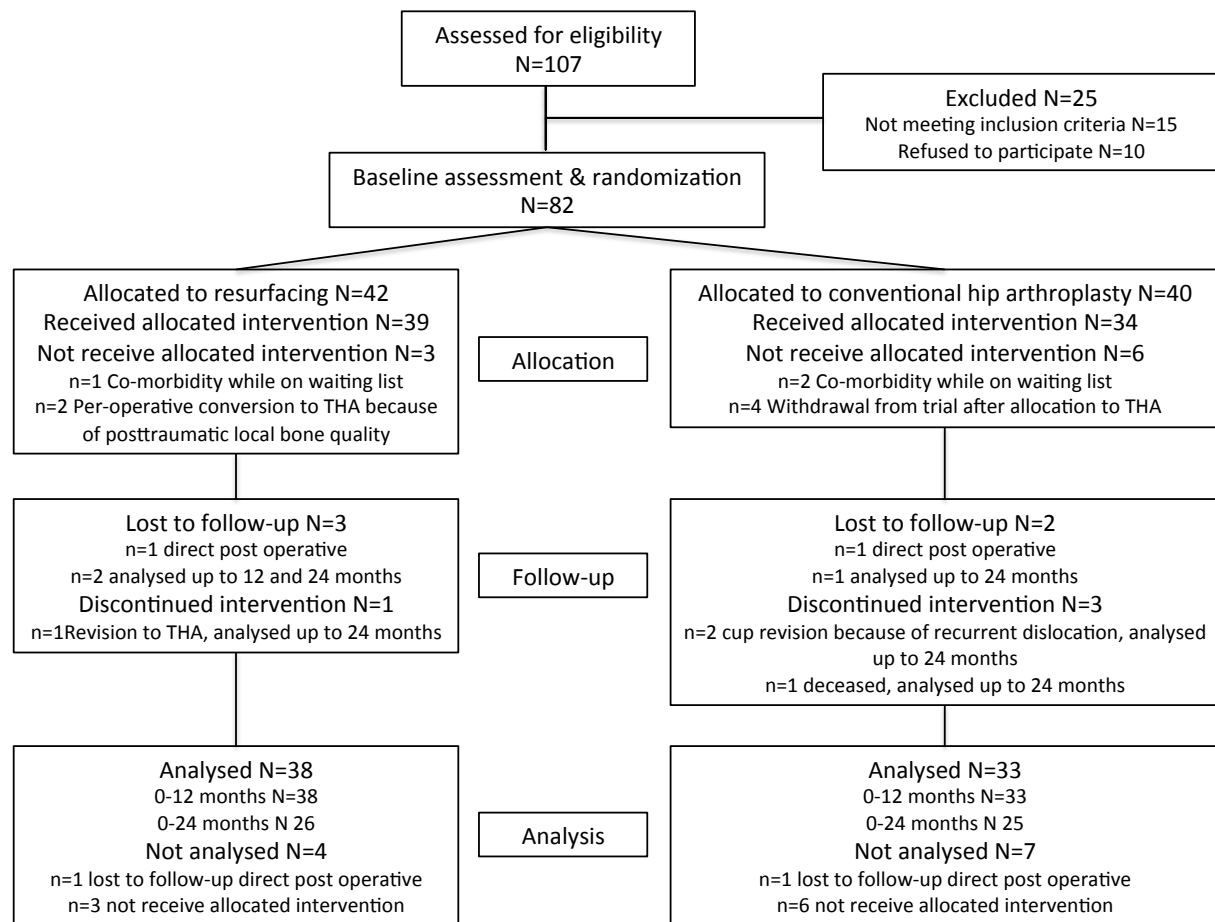 Assessed for eligibility
N=107
Excluded N=25
Not meeting inclusion criteria N=15
Refused to participate N=10
Baseline assessment & randomization
N=82
Allocated to resurfacing N=42
Received allocated intervention N=39
Not receive allocated intervention N=3
n=1 Co-morbidity while on waiting list
n=2 Per-operative conversion to THA because
of posttraumatic local bone quality
Allocation
Allocated to conventional hip arthroplasty N=40
Received allocated intervention N=34
Not receive allocated intervention N=6
n=2 Co-morbidity while on waiting list
n=4 Withdrawal from trial after allocation to THA
Lost to follow-up N=3
n=1 direct post operative
n=2 analysed up to 12 and 24 months
Discontinued intervention N=1
n=1Revision to THA, analysed up to 24 months
Follow-up
Lost to follow-up N=2
n=1 direct post operative
n=1 analysed up to 24 months
Discontinued intervention N=3
n=2 cup revision because of recurrent dislocation, analysed
up to 24 months
n=1 deceased, analysed up to 24 months
Analysed N=38
0-12 months N=38
0-24 months N 26
Not analysed N=4
n=1 lost to follow-up direct post operative
n=3 not receive allocated intervention
Analysis
Analysed N=33
0-12 months N=33
0-24 months N 25
Not analysed N=7
n=1 lost to follow-up direct post operative
n=6 not receive allocated intervention